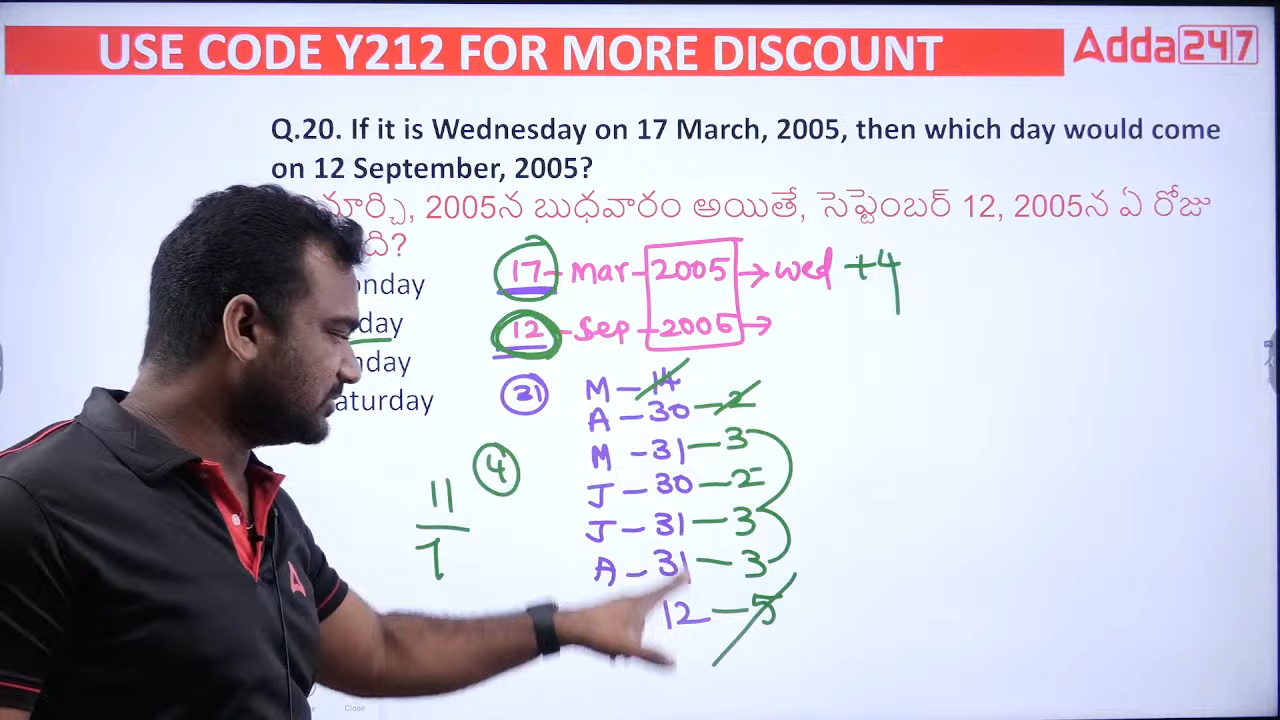 USE CODE Y212 FOR MORE DISCOUNT
Adda247
Q.20. If it is Wednesday on 17 March, 2005, then which day would come
on 12 September, 2005?
మార్చి, 2005న బుధవారం అయితే, సెప్టెంబర్ 12, 2005న ఏ రోజు
ది?
onday
day
nday
aturday
17 - Mar - 2005 → Wed +4
12 - Sep - 2005 →
31
M - 14
A - 30 - 2
M - 31 - 3
J - 30 - 2
J - 31 - 3
A - 31 - 3
12 - 5
4
11
7
Close